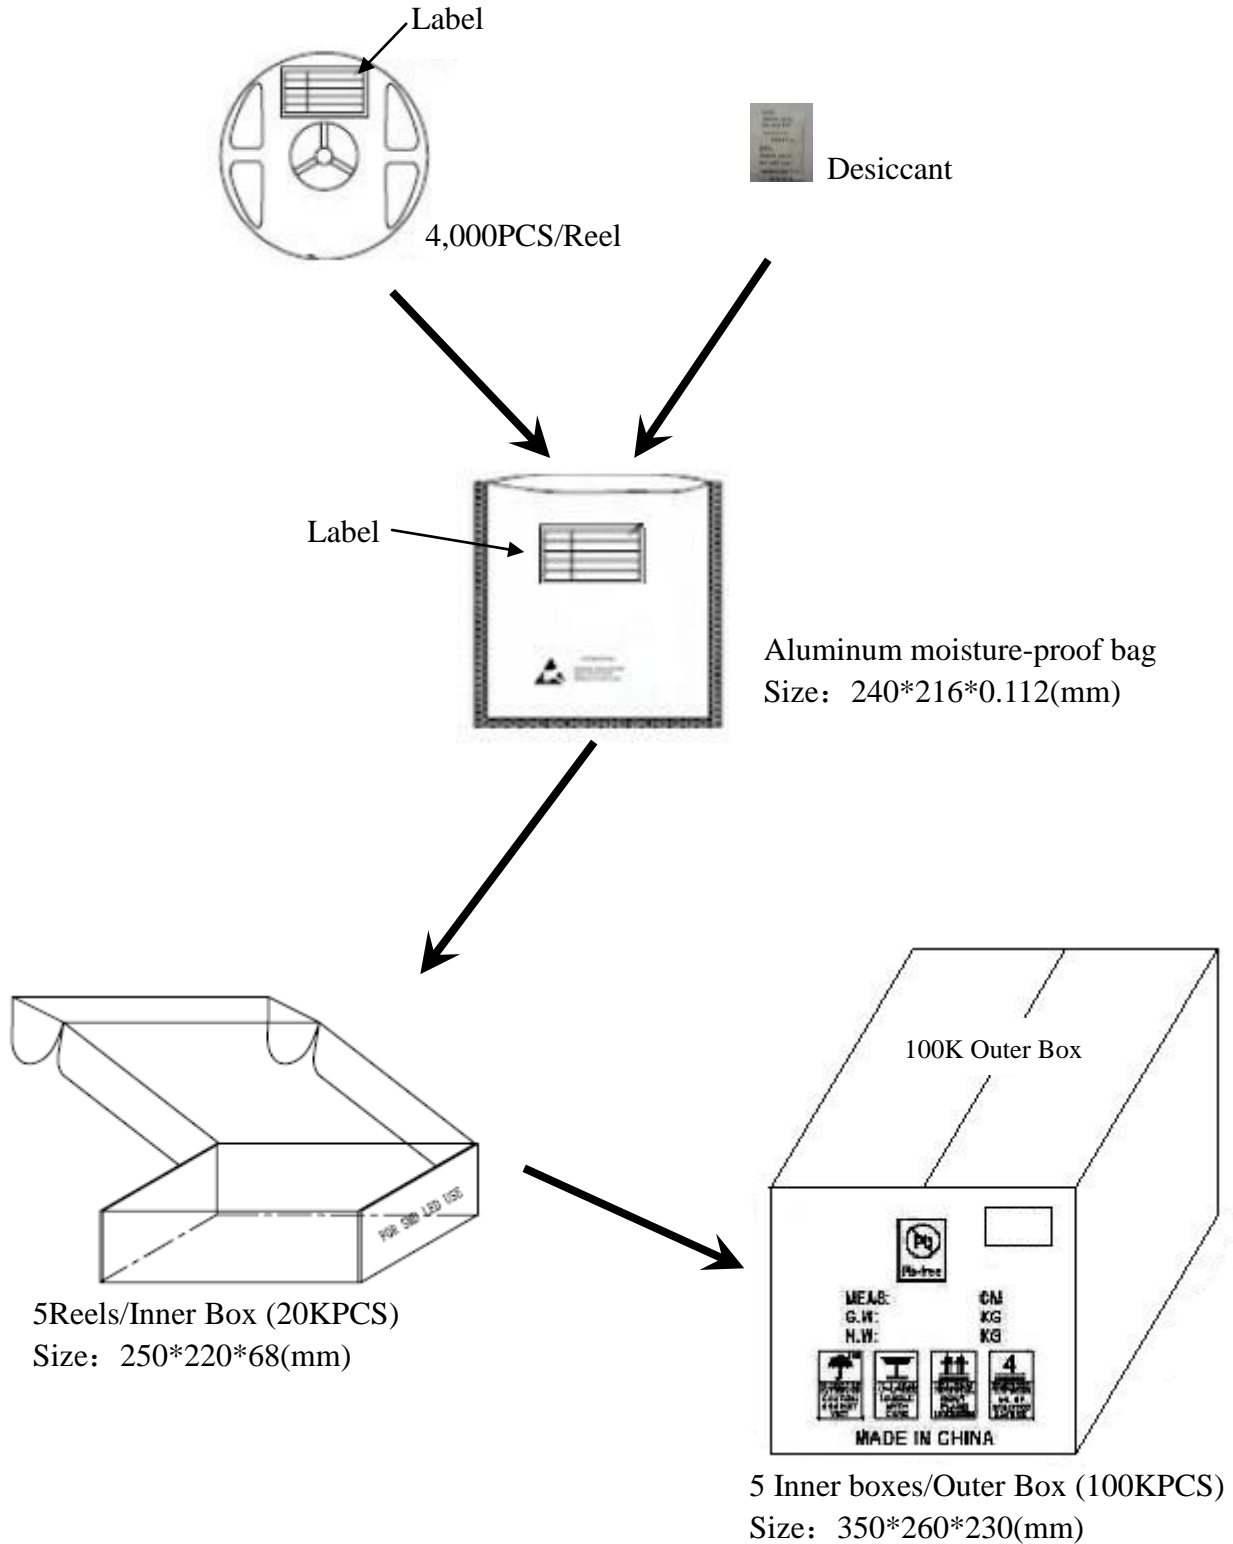 Label
Desiccant
4,000PCS/Reel
Label
Aluminum moisture-proof bag
Size：240*216*0.112(mm)
100K Outer Box
FOR SMD LED USE
Pb
Pb-free
MEAS: CM
G.W: KG
N.W: KG
4
MADE IN CHINA
5Reels/Inner Box (20KPCS)
Size：250*220*68(mm)
5 Inner boxes/Outer Box (100KPCS)
Size：350*260*230(mm)